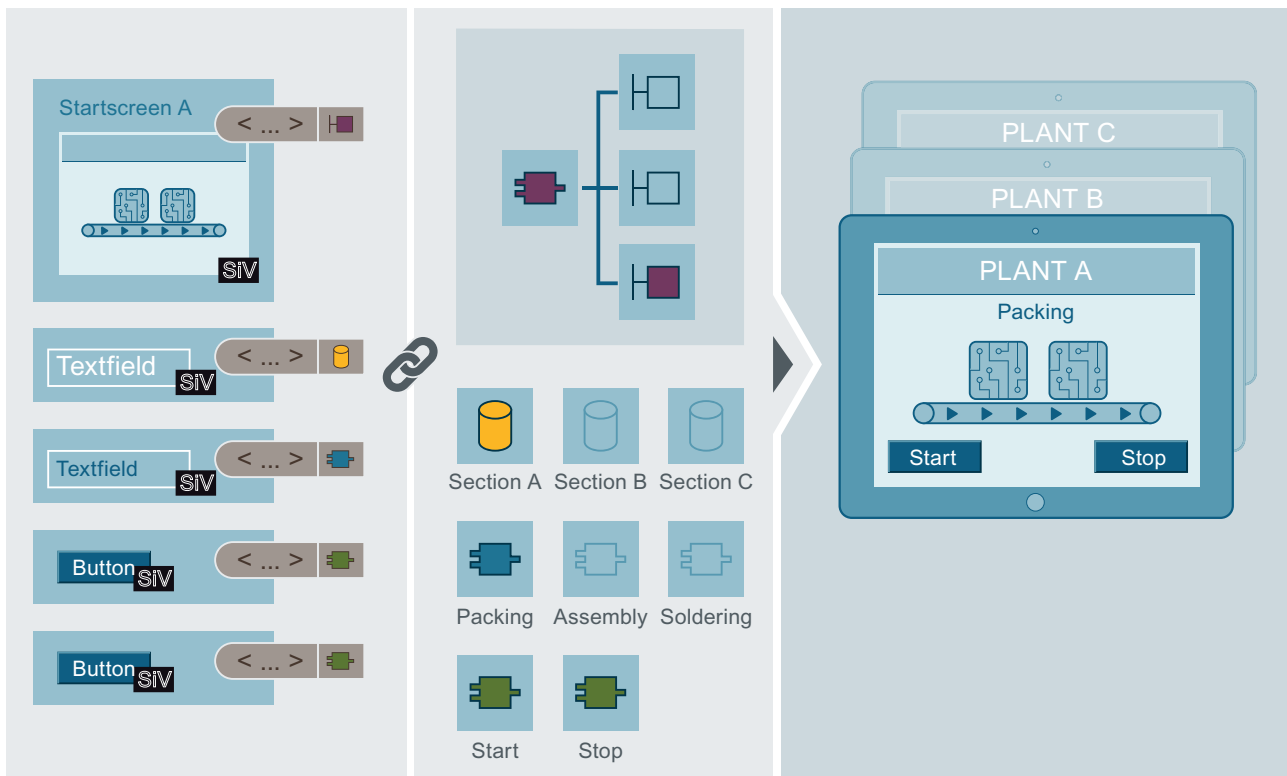 Startscreen A
< ... >
SiV
Textfield
< ... >
SiV
Textfield
< ... >
SiV
Button
< ... >
SiV
Button
< ... >
SiV
Section A Section B Section C
Packing Assembly Soldering
Start Stop
PLANT C
PLANT B
PLANT A
Packing
Start Stop